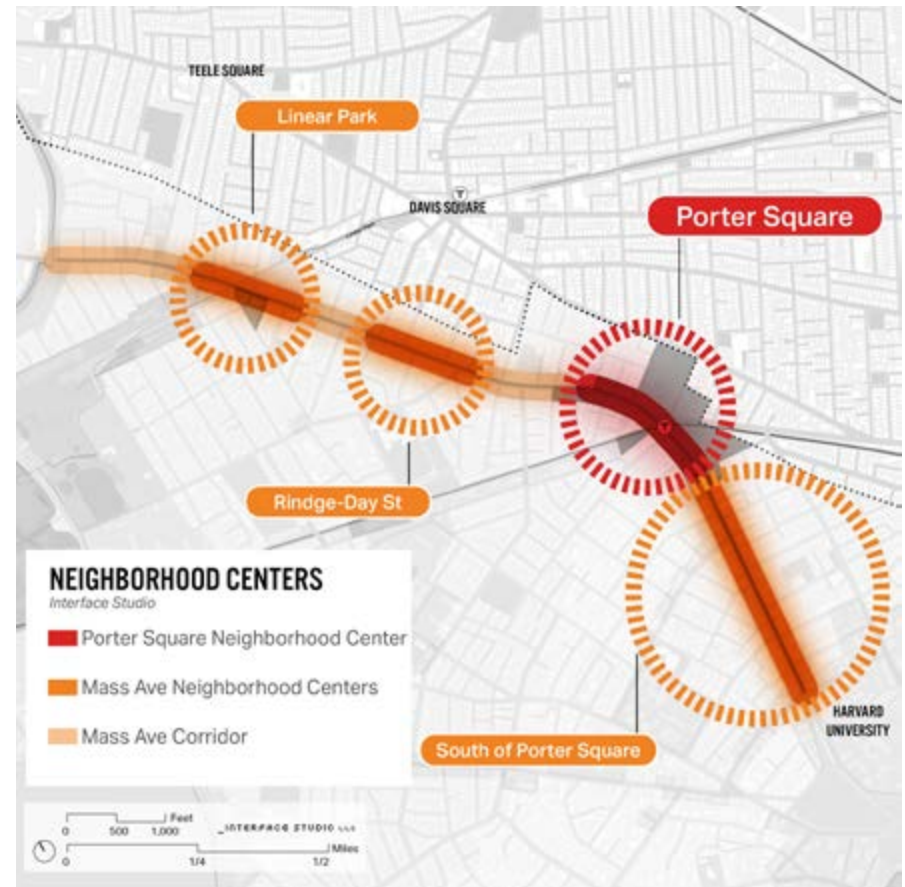 TEELE SQUARE
Linear Park
DAVIS SQUARE
Porter Square
Rindge-Day St
NEIGHBORHOOD CENTERS
Interface Studio
Porter Square Neighborhood Center
Mass Ave Neighborhood Centers
Mass Ave Corridor
South of Porter Square
HARVARD
UNIVERSITY
Feet
0 500 1,000
_INTERFACE STUDIO LLC
Miles
0 1/4 1/2